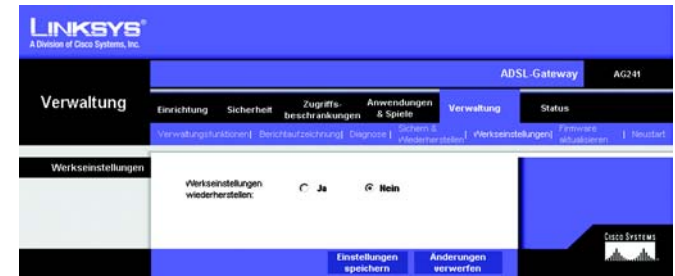 LINKSYS®
A Division of Cisco Systems, Inc.
ADSL-Gateway AG241
Verwaltung
Einrichtung Sicherheit Zugriffs-beschrankungen Anwendungen & Spiele Verwaltung Status
Verwaltungsfunktionen | Berichtaufzeichnung | Diagnose | Sichern & Wiederherstellen | Werkseinstellungen | Firmware aktualisieren | Neustart
Werkseinstellungen
Werkseinstellungen
wiederherstellen:
Ja Nein
CISCO SYSTEMS
Einstellungen speichern Änderungen verwerfen